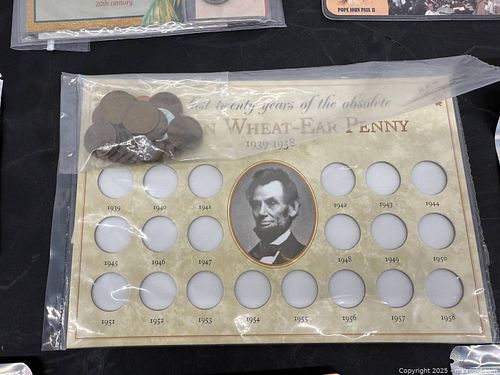 20th century
POPE JOHN PAUL II
last twenty years of the obsolete
N WHEAT-EAR PENNY
1939-1958
1939 1940 1941 1942 1943 1944
1945 1946 1947 1948 1949 1950
1951 1952 1953 1954 1955 1956 1957 1958
Copyright 2025